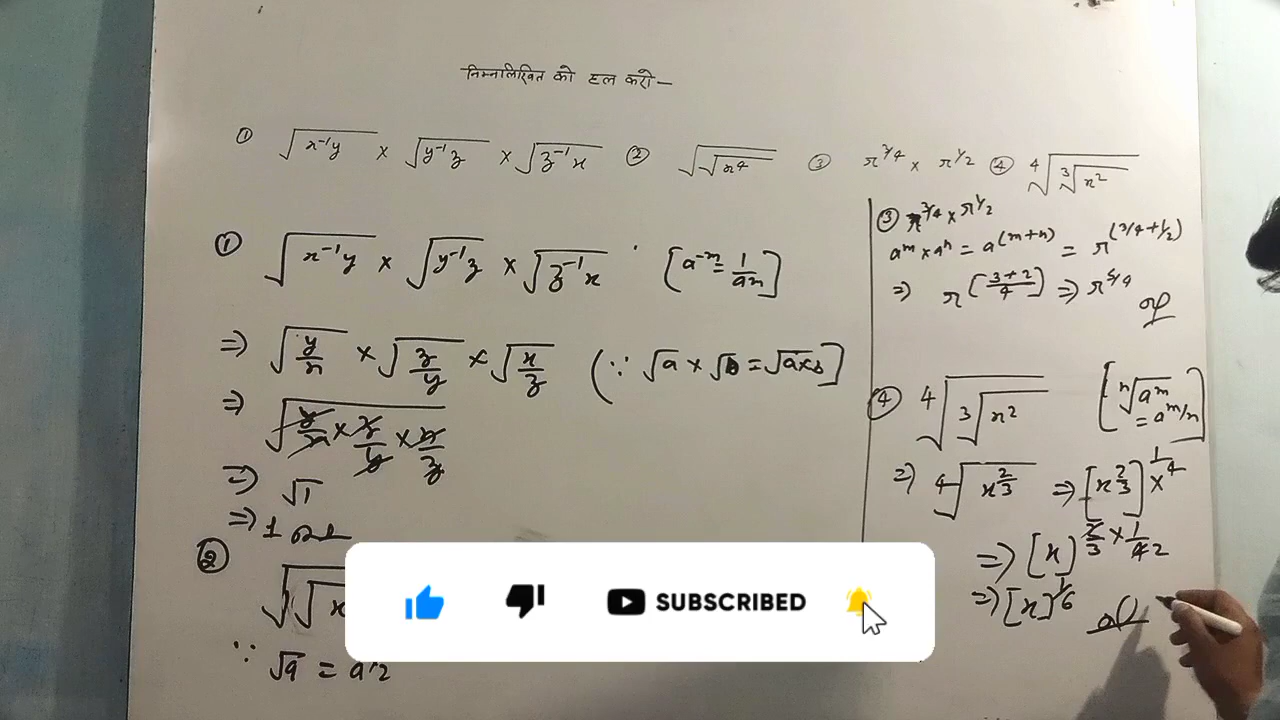 निम्नलिखित को हल करो—
① √(x⁻¹y) × √(y⁻¹z) × √(z⁻¹x) ② √√x⁴ ③ x^3/4 × x^1/2 ④ ⁴√³√x²
① √(x⁻¹y) × √(y⁻¹z) × √(z⁻¹x) [a⁻ᵐ = 1/aᵐ]
⇒ √(y/x) × √(z/y) × √(x/z) (∵ √a × √b = √a×b]
⇒ √(y/x × z/y × x/z)
⇒ √1
⇒ 1
② √√x
∵ √a = a^1/2
③ x^3/4 × x^1/2
aᵐ × aⁿ = a^(m+n) = x^(3/4+1/2)
⇒ x^[3+2/4] ⇒ x^5/4
④ ⁴√³√x² [ⁿ√aᵐ
= a^m/n]
⇒ ⁴√x^2/3 ⇒ [x^2/3]^×1/4
⇒ [x]^2/3 × 1/4 2
⇒ [x]^1/6
SUBSCRIBED